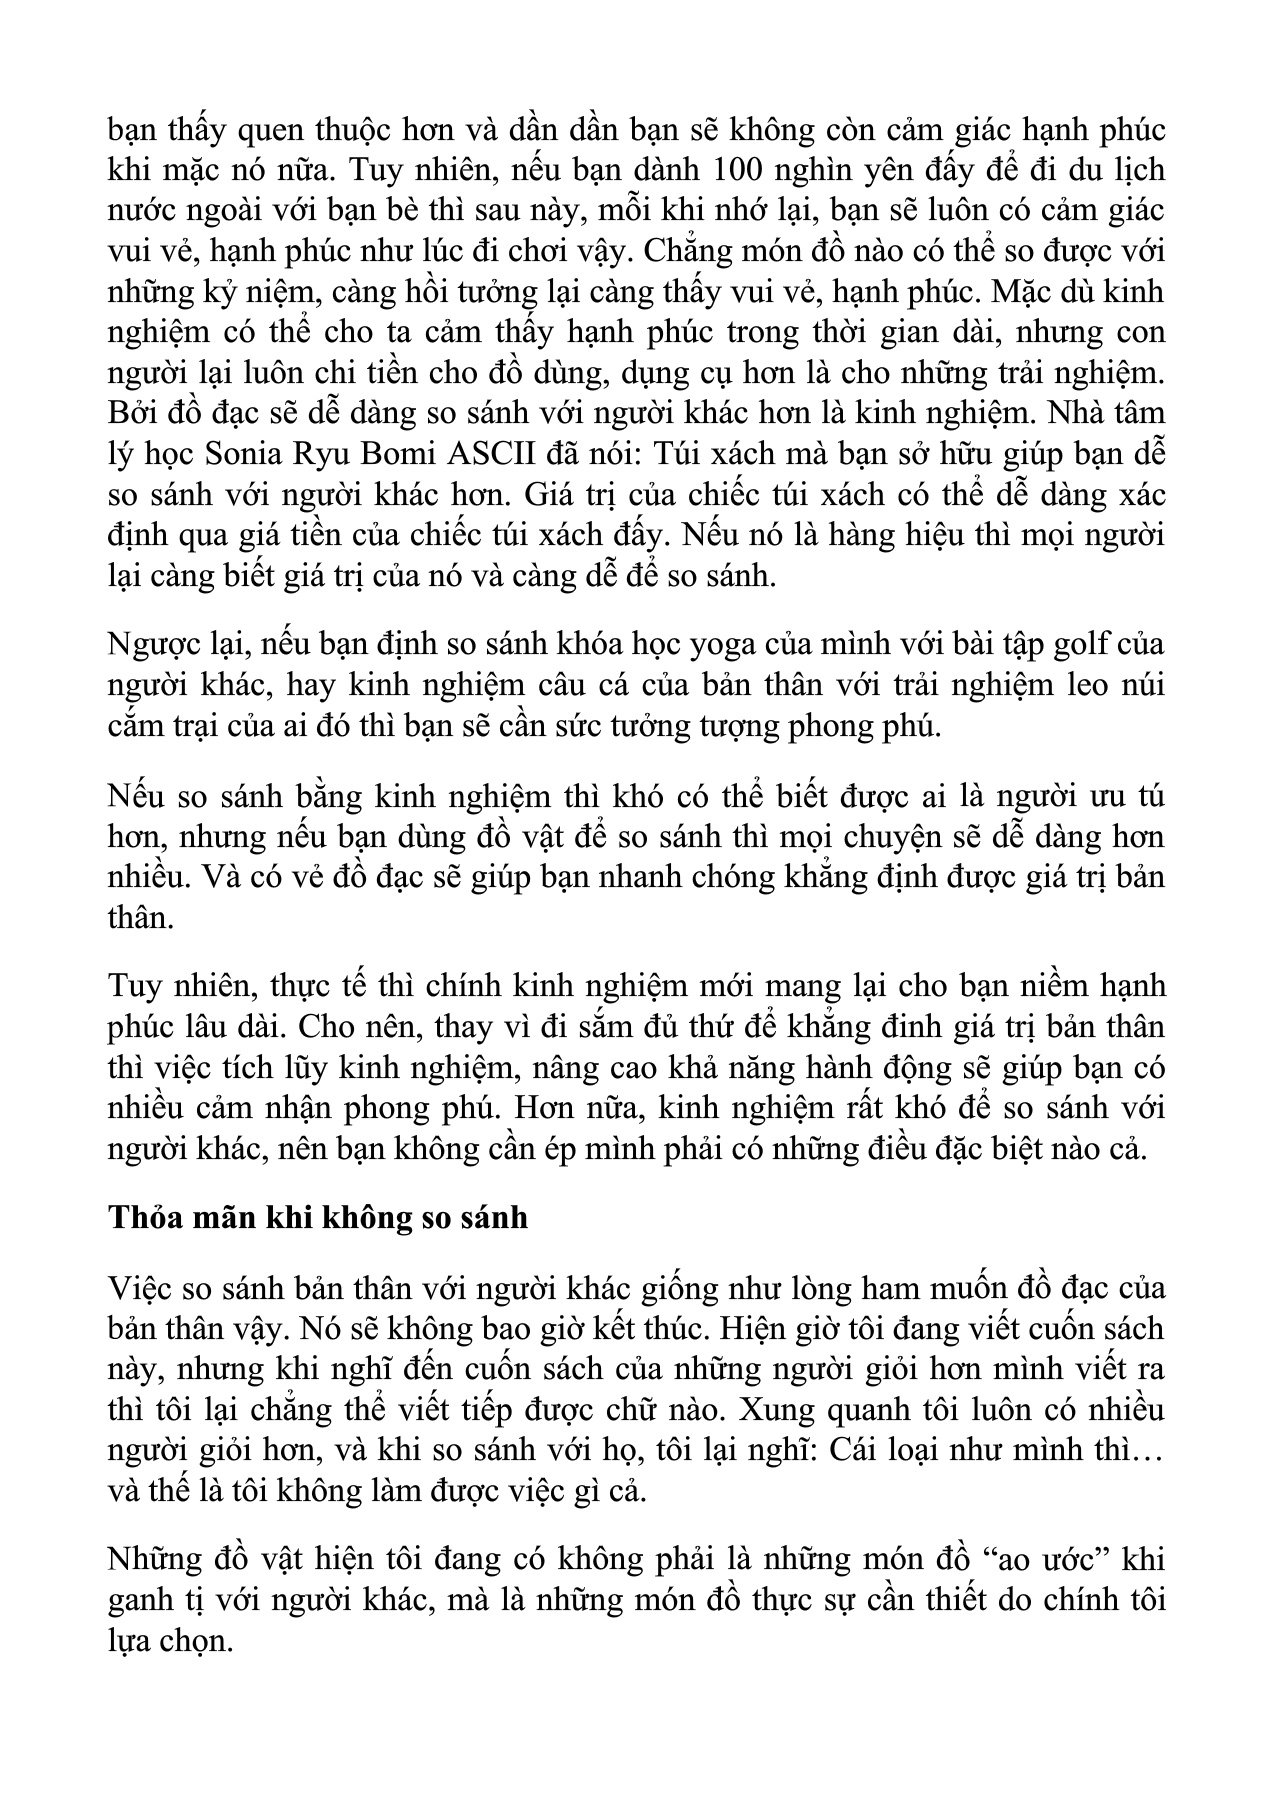 bạn thấy quen thuộc hơn và dần dần bạn sẽ không còn cảm giác hạnh phúc
khi mặc nó nữa. Tuy nhiên, nếu bạn dành 100 nghìn yên đấy để đi du lịch
nước ngoài với bạn bè thì sau này, mỗi khi nhớ lại, bạn sẽ luôn có cảm giác
vui vẻ, hạnh phúc như lúc đi chơi vậy. Chẳng món đồ nào có thể so được với
những kỷ niệm, càng hồi tưởng lại càng thấy vui vẻ, hạnh phúc. Mặc dù kinh
nghiệm có thể cho ta cảm thấy hạnh phúc trong thời gian dài, nhưng con
người lại luôn chi tiền cho đồ dùng, dụng cụ hơn là cho những trải nghiệm.
Bởi đồ đạc sẽ dễ dàng so sánh với người khác hơn là kinh nghiệm. Nhà tâm
lý học Sonia Ryu Bomi ASCII đã nói: Túi xách mà bạn sở hữu giúp bạn dễ
so sánh với người khác hơn. Giá trị của chiếc túi xách có thể dễ dàng xác
định qua giá tiền của chiếc túi xách đấy. Nếu nó là hàng hiệu thì mọi người
lại càng biết giá trị của nó và càng dễ để so sánh.
Ngược lại, nếu bạn định so sánh khóa học yoga của mình với bài tập golf của
người khác, hay kinh nghiệm câu cá của bản thân với trải nghiệm leo núi
cắm trại của ai đó thì bạn sẽ cần sức tưởng tượng phong phú.
Nếu so sánh bằng kinh nghiệm thì khó có thể biết được ai là người ưu tú
hơn, nhưng nếu bạn dùng đồ vật để so sánh thì mọi chuyện sẽ dễ dàng hơn
nhiều. Và có vẻ đồ đạc sẽ giúp bạn nhanh chóng khẳng định được giá trị bản
thân.
Tuy nhiên, thực tế thì chính kinh nghiệm mới mang lại cho bạn niềm hạnh
phúc lâu dài. Cho nên, thay vì đi sắm đủ thứ để khẳng đinh giá trị bản thân
thì việc tích lũy kinh nghiệm, nâng cao khả năng hành động sẽ giúp bạn có
nhiều cảm nhận phong phú. Hơn nữa, kinh nghiệm rất khó để so sánh với
người khác, nên bạn không cần ép mình phải có những điều đặc biệt nào cả.
Thỏa mãn khi không so sánh
Việc so sánh bản thân với người khác giống như lòng ham muốn đồ đạc của
bản thân vậy. Nó sẽ không bao giờ kết thúc. Hiện giờ tôi đang viết cuốn sách
này, nhưng khi nghĩ đến cuốn sách của những người giỏi hơn mình viết ra
thì tôi lại chẳng thể viết tiếp được chữ nào. Xung quanh tôi luôn có nhiều
người giỏi hơn, và khi so sánh với họ, tôi lại nghĩ: Cái loại như mình thì…
và thế là tôi không làm được việc gì cả.
Những đồ vật hiện tôi đang có không phải là những món đồ “ao ước” khi
ganh tị với người khác, mà là những món đồ thực sự cần thiết do chính tôi
lựa chọn.